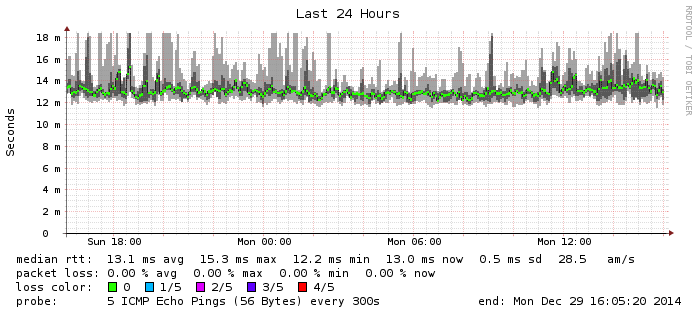 Last 24 Hours
RRDTOOL / TOBI OETIKER
Seconds
18 m
16 m
14 m
12 m
10 m
8 m
6 m
4 m
2 m
0
Sun 18:00 Mon 00:00 Mon 06:00 Mon 12:00
median rtt: 13.1 ms avg 15.3 ms max 12.2 ms min 13.0 ms now 0.5 ms sd 28.5 am/s
packet loss: 0.00 % avg 0.00 % max 0.00 % min 0.00 % now
loss color: 0 1/5 2/5 3/5 4/5
probe: 5 ICMP Echo Pings (56 Bytes) every 300s end: Mon Dec 29 16:05:20 2014